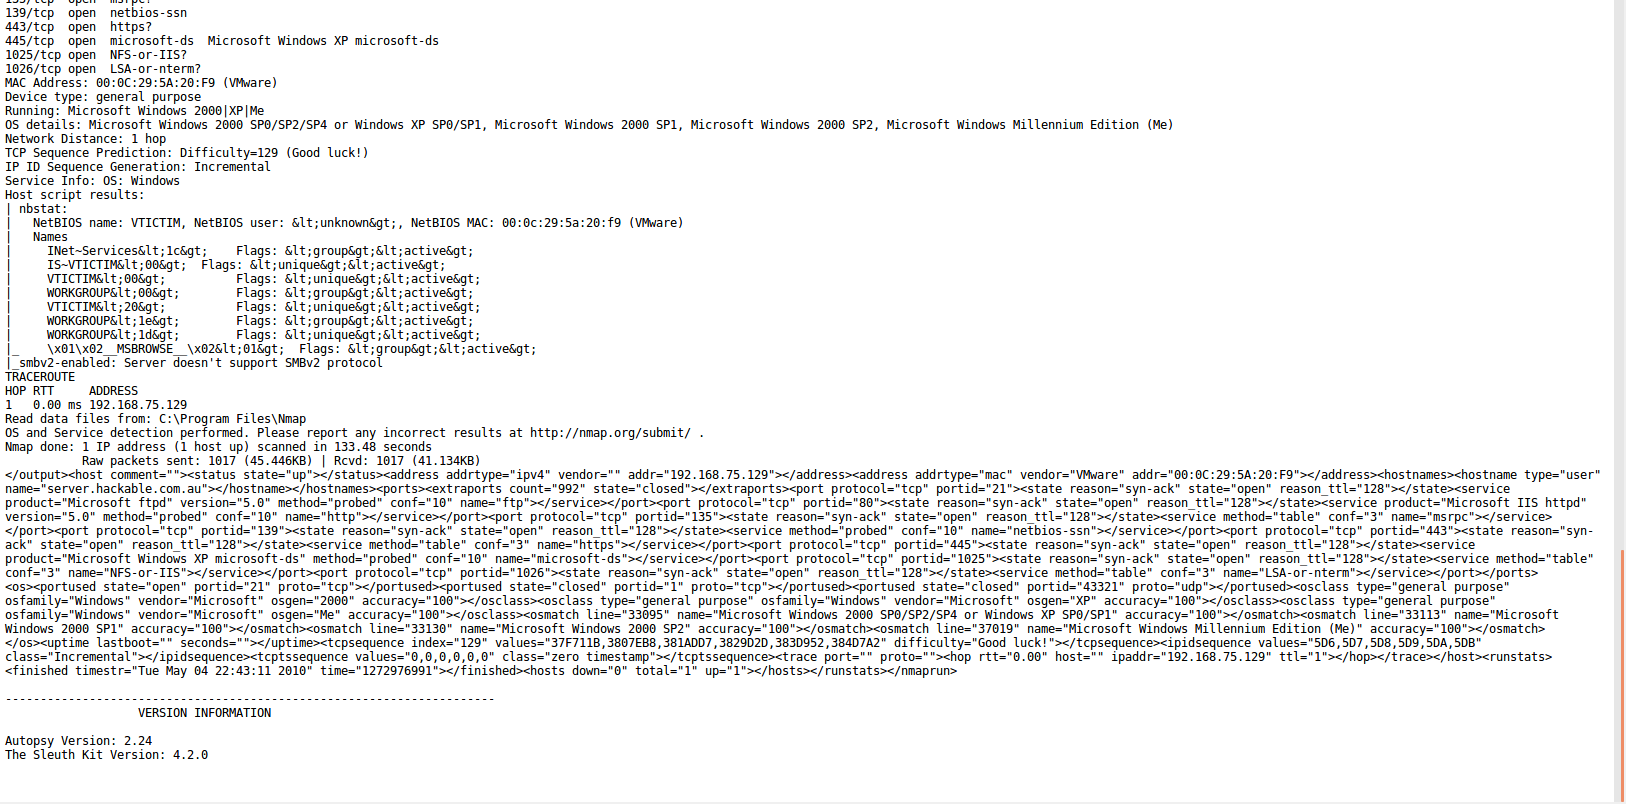 135/tcp  open  msrpc?
139/tcp  open  netbios-ssn
443/tcp  open  https?
445/tcp  open  microsoft-ds  Microsoft Windows XP microsoft-ds
1025/tcp open  NFS-or-IIS?
1026/tcp open  LSA-or-nterm?
MAC Address: 00:0C:29:5A:20:F9 (VMware)
Device type: general purpose
Running: Microsoft Windows 2000|XP|Me
OS details: Microsoft Windows 2000 SP0/SP2/SP4 or Windows XP SP0/SP1, Microsoft Windows 2000 SP1, Microsoft Windows 2000 SP2, Microsoft Windows Millennium Edition (Me)
Network Distance: 1 hop
TCP Sequence Prediction: Difficulty=129 (Good luck!)
IP ID Sequence Generation: Incremental
Service Info: OS: Windows
Host script results:
| nbstat:
|   NetBIOS name: VTICTIM, NetBIOS user: &lt;unknown&gt;, NetBIOS MAC: 00:0c:29:5a:20:f9 (VMware)
|   Names
|     INet~Services&lt;1c&gt;    Flags: &lt;group&gt;&lt;active&gt;
|     IS~VTICTIM&lt;00&gt;  Flags: &lt;unique&gt;&lt;active&gt;
|     VTICTIM&lt;00&gt;          Flags: &lt;unique&gt;&lt;active&gt;
|     WORKGROUP&lt;00&gt;        Flags: &lt;group&gt;&lt;active&gt;
|     VTICTIM&lt;20&gt;          Flags: &lt;unique&gt;&lt;active&gt;
|     WORKGROUP&lt;1e&gt;        Flags: &lt;group&gt;&lt;active&gt;
|     WORKGROUP&lt;1d&gt;        Flags: &lt;unique&gt;&lt;active&gt;
|_    \x01\x02__MSBROWSE__\x02&lt;01&gt;  Flags: &lt;group&gt;&lt;active&gt;
|_smbv2-enabled: Server doesn't support SMBv2 protocol
TRACEROUTE
HOP RTT     ADDRESS
1   0.00 ms 192.168.75.129
Read data files from: C:\Program Files\Nmap
OS and Service detection performed. Please report any incorrect results at http://nmap.org/submit/ .
Nmap done: 1 IP address (1 host up) scanned in 133.48 seconds
           Raw packets sent: 1017 (45.446KB) | Rcvd: 1017 (41.134KB)
</output><host comment=""><status state="up"></status><address addrtype="ipv4" vendor="" addr="192.168.75.129"></address><address addrtype="mac" vendor="VMware" addr="00:0C:29:5A:20:F9"></address><hostnames><hostname type="user"
name="server.hackable.com.au"></hostname></hostnames><ports><extraports count="992" state="closed"></extraports><port protocol="tcp" portid="21"><state reason="syn-ack" state="open" reason_ttl="128"></state><service
product="Microsoft ftpd" version="5.0" method="probed" conf="10" name="ftp"></service></port><port protocol="tcp" portid="80"><state reason="syn-ack" state="open" reason_ttl="128"></state><service product="Microsoft IIS httpd"
version="5.0" method="probed" conf="10" name="http"></service></port><port protocol="tcp" portid="135"><state reason="syn-ack" state="open" reason_ttl="128"></state><service method="table" conf="3" name="msrpc"></service>
</port><port protocol="tcp" portid="139"><state reason="syn-ack" state="open" reason_ttl="128"></state><service method="probed" conf="10" name="netbios-ssn"></service></port><port protocol="tcp" portid="443"><state reason="syn-
ack" state="open" reason_ttl="128"></state><service method="table" conf="3" name="https"></service></port><port protocol="tcp" portid="445"><state reason="syn-ack" state="open" reason_ttl="128"></state><service
product="Microsoft Windows XP microsoft-ds" method="probed" conf="10" name="microsoft-ds"></service></port><port protocol="tcp" portid="1025"><state reason="syn-ack" state="open" reason_ttl="128"></state><service method="table"
conf="3" name="NFS-or-IIS"></service></port><port protocol="tcp" portid="1026"><state reason="syn-ack" state="open" reason_ttl="128"></state><service method="table" conf="3" name="LSA-or-nterm"></service></port></ports>
<os><portused state="open" portid="21" proto="tcp"></portused><portused state="closed" portid="1" proto="tcp"></portused><portused state="closed" portid="43321" proto="udp"></portused><osclass type="general purpose"
osfamily="Windows" vendor="Microsoft" osgen="2000" accuracy="100"></osclass><osclass type="general purpose" osfamily="Windows" vendor="Microsoft" osgen="XP" accuracy="100"></osclass><osclass type="general purpose"
osfamily="Windows" vendor="Microsoft" osgen="Me" accuracy="100"></osclass><osmatch line="33095" name="Microsoft Windows 2000 SP0/SP2/SP4 or Windows XP SP0/SP1" accuracy="100"></osmatch><osmatch line="33113" name="Microsoft
Windows 2000 SP1" accuracy="100"></osmatch><osmatch line="33130" name="Microsoft Windows 2000 SP2" accuracy="100"></osmatch><osmatch line="37019" name="Microsoft Windows Millennium Edition (Me)" accuracy="100"></osmatch>
</os><uptime lastboot="" seconds=""></uptime><tcpsequence index="129" values="37F711B,3807EB8,381ADD7,3829D2D,383D952,384D7A2" difficulty="Good luck!"></tcpsequence><ipidsequence values="5D6,5D7,5D8,5D9,5DA,5DB"
class="Incremental"></ipidsequence><tcptssequence values="0,0,0,0,0,0" class="zero timestamp"></tcptssequence><trace port="" proto=""><hop rtt="0.00" host="" ipaddr="192.168.75.129" ttl="1"></hop></trace></host><runstats>
<finished timestr="Tue May 04 22:43:11 2010" time="1272976991"></finished><hosts down="0" total="1" up="1"></hosts></runstats></nmaprun>
----------------------------------------------------------------------
VERSION INFORMATION
Autopsy Version: 2.24
The Sleuth Kit Version: 4.2.0